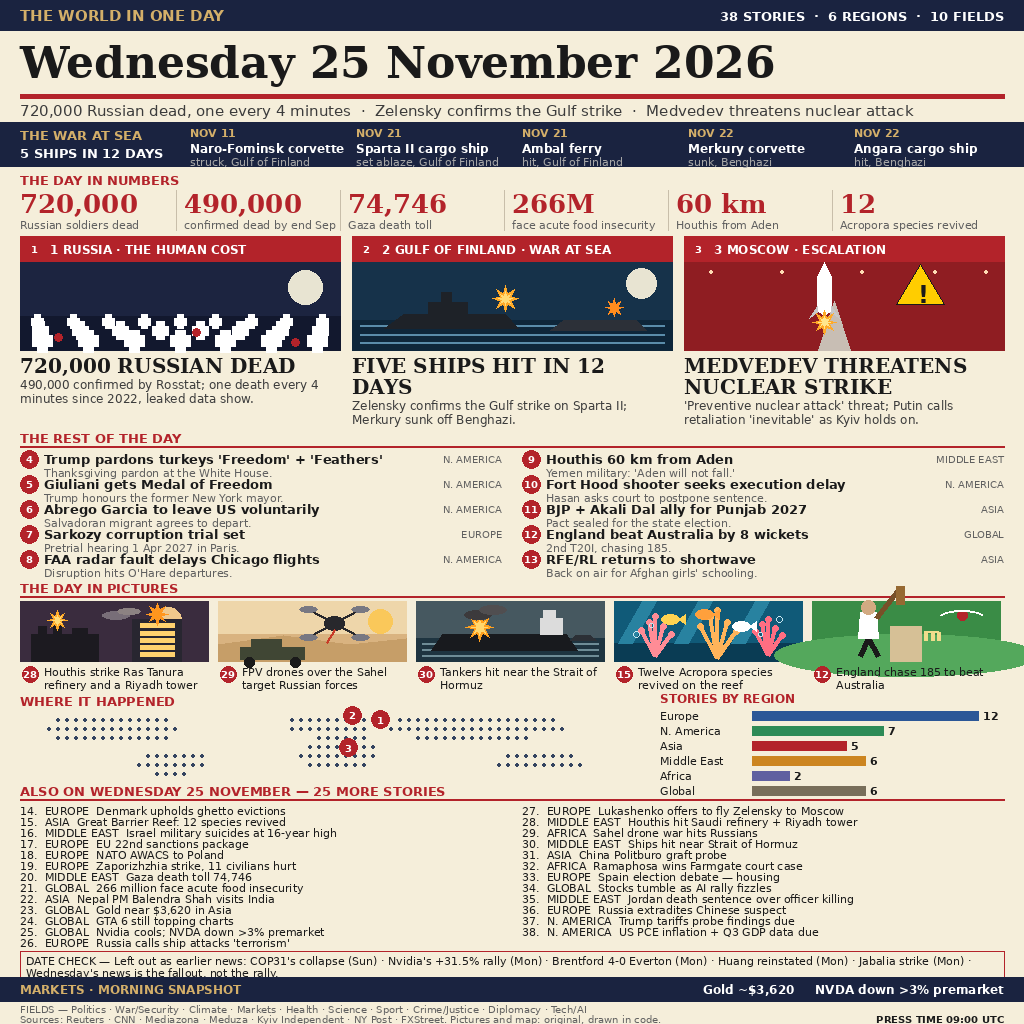 THE WORLD IN ONE DAY
38 STORIES · 6 REGIONS · 10 FIELDS
Wednesday 25 November 2026
720,000 Russian dead, one every 4 minutes · Zelensky confirms the Gulf strike · Medvedev threatens nuclear attack
THE WAR AT SEA
5 SHIPS IN 12 DAYS
NOV 11
Naro-Fominsk corvette
struck, Gulf of Finland
NOV 21
Sparta II cargo ship
set ablaze, Gulf of Finland
NOV 21
Ambal ferry
hit, Gulf of Finland
NOV 22
Merkury corvette
sunk, Benghazi
NOV 22
Angara cargo ship
hit, Benghazi
THE DAY IN NUMBERS
720,000
Russian soldiers dead
490,000
confirmed dead by end Sep
74,746
Gaza death toll
266M
face acute food insecurity
60 km
Houthis from Aden
12
Acropora species revived
1 1 RUSSIA · THE HUMAN COST
720,000 RUSSIAN DEAD
490,000 confirmed by Rosstat; one death every 4
minutes since 2022, leaked data show.
2 2 GULF OF FINLAND · WAR AT SEA
FIVE SHIPS HIT IN 12
DAYS
Zelensky confirms the Gulf strike on Sparta II;
Merkury sunk off Benghazi.
3 3 MOSCOW · ESCALATION
!
MEDVEDEV THREATENS
NUCLEAR STRIKE
'Preventive nuclear attack' threat; Putin calls
retaliation 'inevitable' as Kyiv holds on.
THE REST OF THE DAY
4 Trump pardons turkeys 'Freedom' + 'Feathers' N. AMERICA
Thanksgiving pardon at the White House.
5 Giuliani gets Medal of Freedom N. AMERICA
Trump honours the former New York mayor.
6 Abrego Garcia to leave US voluntarily N. AMERICA
Salvadoran migrant agrees to depart.
7 Sarkozy corruption trial set EUROPE
Pretrial hearing 1 Apr 2027 in Paris.
8 FAA radar fault delays Chicago flights N. AMERICA
Disruption hits O'Hare departures.
9 Houthis 60 km from Aden MIDDLE EAST
Yemen military: 'Aden will not fall.'
10 Fort Hood shooter seeks execution delay N. AMERICA
Hasan asks court to postpone sentence.
11 BJP + Akali Dal ally for Punjab 2027 ASIA
Pact sealed for the state election.
12 England beat Australia by 8 wickets GLOBAL
2nd T20I, chasing 185.
13 RFE/RL returns to shortwave ASIA
Back on air for Afghan girls' schooling.
THE DAY IN PICTURES
m
28 Houthis strike Ras Tanura
refinery and a Riyadh tower
29 FPV drones over the Sahel
target Russian forces
30 Tankers hit near the Strait of
Hormuz
15 Twelve Acropora species
revived on the reef
12 England chase 185 to beat
Australia
WHERE IT HAPPENED
2
1
3
STORIES BY REGION
Europe 12
N. America 7
Asia 5
Middle East 6
Africa 2
Global 6
ALSO ON WEDNESDAY 25 NOVEMBER — 25 MORE STORIES
14. EUROPE Denmark upholds ghetto evictions
15. ASIA Great Barrier Reef: 12 species revived
16. MIDDLE EAST Israel military suicides at 16-year high
17. EUROPE EU 22nd sanctions package
18. EUROPE NATO AWACS to Poland
19. EUROPE Zaporizhzhia strike, 11 civilians hurt
20. MIDDLE EAST Gaza death toll 74,746
21. GLOBAL 266 million face acute food insecurity
22. ASIA Nepal PM Balendra Shah visits India
23. GLOBAL Gold near $3,620 in Asia
24. GLOBAL GTA 6 still topping charts
25. GLOBAL Nvidia cools; NVDA down >3% premarket
26. EUROPE Russia calls ship attacks 'terrorism'
27. EUROPE Lukashenko offers to fly Zelensky to Moscow
28. MIDDLE EAST Houthis hit Saudi refinery + Riyadh tower
29. AFRICA Sahel drone war hits Russians
30. MIDDLE EAST Ships hit near Strait of Hormuz
31. ASIA China Politburo graft probe
32. AFRICA Ramaphosa wins Farmgate court case
33. EUROPE Spain election debate — housing
34. GLOBAL Stocks tumble as AI rally fizzles
35. MIDDLE EAST Jordan death sentence over officer killing
36. EUROPE Russia extradites Chinese suspect
37. N. AMERICA Trump tariffs probe findings due
38. N. AMERICA US PCE inflation + Q3 GDP data due
DATE CHECK — Left out as earlier news: COP31's collapse (Sun) · Nvidia's +31.5% rally (Mon) · Brentford 4-0 Everton (Mon) · Huang reinstated (Mon) · Jabalia strike (Mon) ·
Wednesday's news is the fallout, not the rally.
MARKETS · MORNING SNAPSHOT
Gold ~$3,620 NVDA down >3% premarket
FIELDS — Politics · War/Security · Climate · Markets · Health · Science · Sport · Crime/Justice · Diplomacy · Tech/AI
Sources: Reuters · CNN · Mediazona · Meduza · Kyiv Independent · NY Post · FXStreet. Pictures and map: original, drawn in code.
PRESS TIME 09:00 UTC